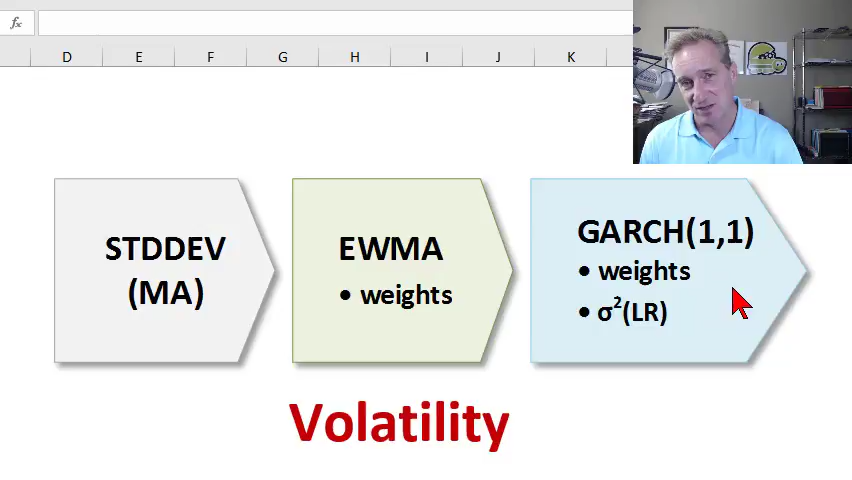 fx
D E F G H I J K
STDDEV
(MA)
EWMA
• weights
GARCH(1,1)
• weights
• σ²(LR)
Volatility